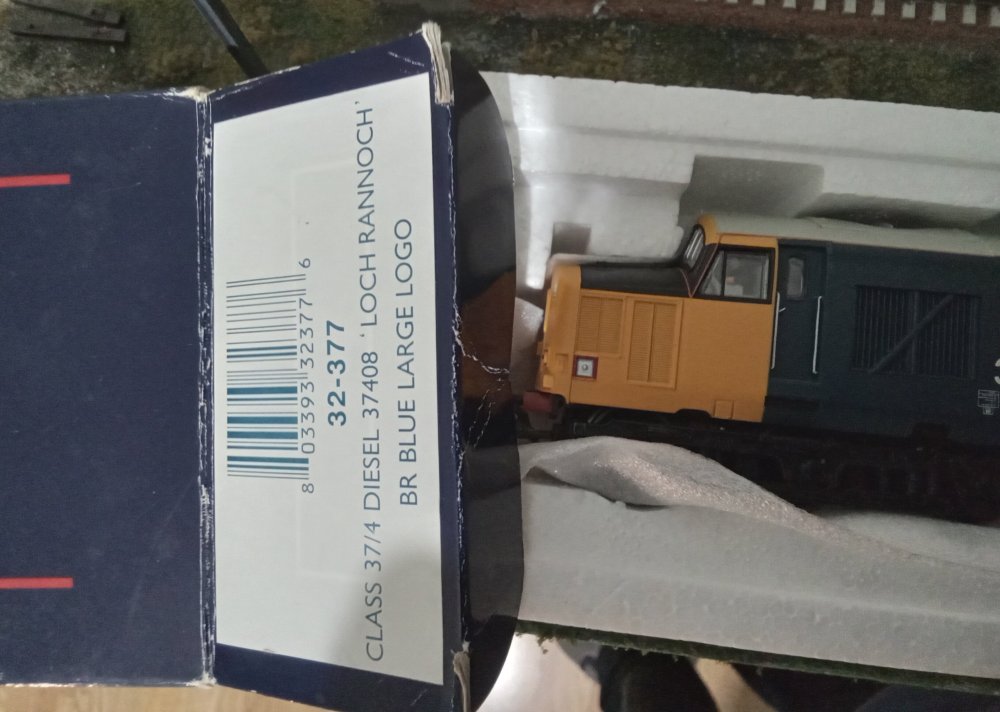 8 03393 32377 6
32-377
CLASS 37/4 DIESEL 37408 ‘LOCH RANNOCH’
BR BLUE LARGE LOGO